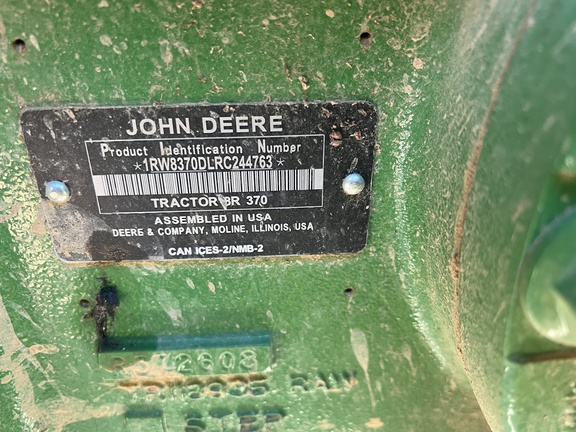 JOHN DEERE
Product Identification Number
*1RW8370DLRC244763*
TRACTOR 8R 370
ASSEMBLED IN USA
DEERE & COMPANY, MOLINE, ILLINOIS, USA
CAN ICES-2/NMB-2
RAW